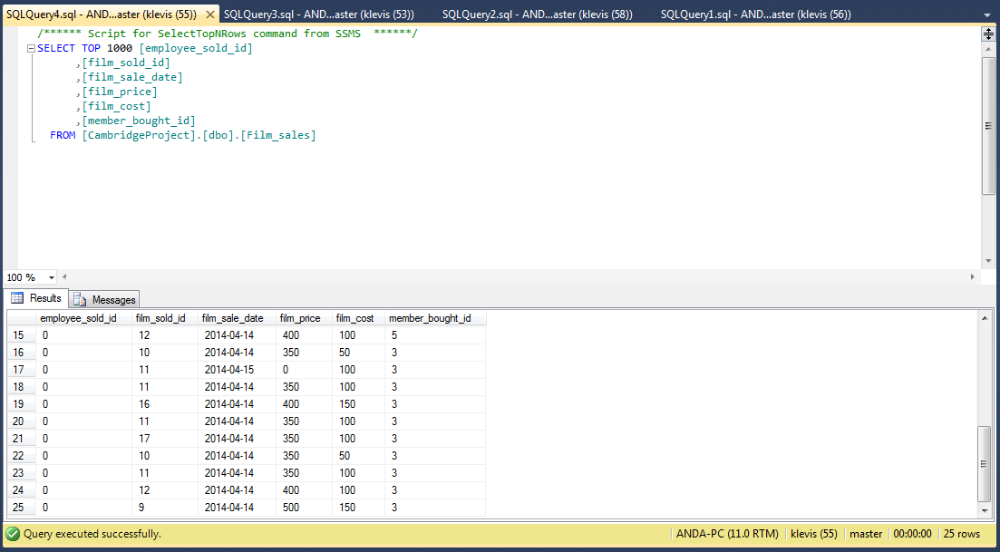 SQLQuery4.sql - AND...aster (klevis (55)) SQLQuery3.sql - AND...aster (klevis (53)) SQLQuery2.sql - AND...aster (klevis (58)) SQLQuery1.sql - AND...aster (klevis (56))
/****** Script for SelectTopNRows command from SSMS ******/
SELECT TOP 1000 [employee_sold_id]
,[film_sold_id]
,[film_sale_date]
,[film_price]
,[film_cost]
,[member_bought_id]
FROM [CambridgeProject].[dbo].[Film_sales]
100 %
Results Messages
employee_sold_id film_sold_id film_sale_date film_price film_cost member_bought_id
15 0 12 2014-04-14 400 100 5
16 0 10 2014-04-14 350 50 3
17 0 11 2014-04-15 0 100 3
18 0 11 2014-04-14 350 100 3
19 0 16 2014-04-14 400 150 3
20 0 11 2014-04-14 350 100 3
21 0 17 2014-04-14 350 100 3
22 0 10 2014-04-14 350 50 3
23 0 11 2014-04-14 350 100 3
24 0 12 2014-04-14 400 100 3
25 0 9 2014-04-14 500 150 3
Query executed successfully. ANDA-PC (11.0 RTM) klevis (55) master 00:00:00 25 rows